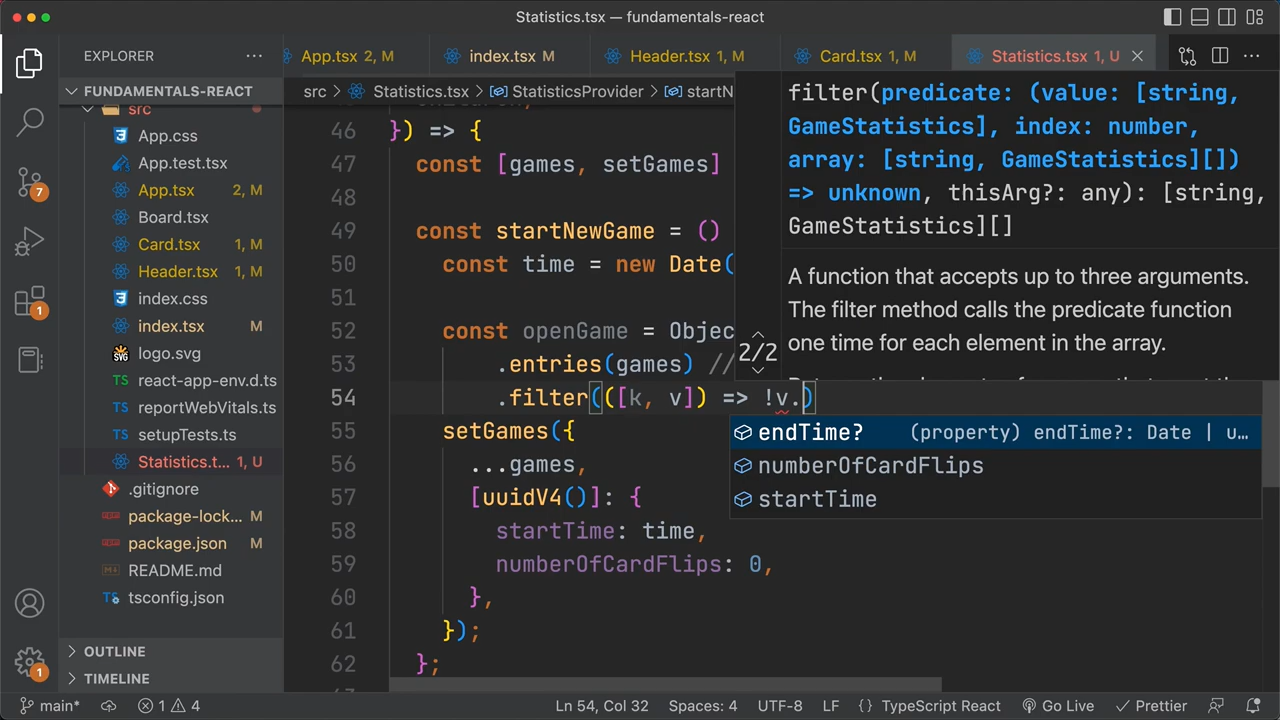 Statistics.tsx — fundamentals-react
EXPLORER
App.tsx 2, M
index.tsx M
Header.tsx 1, M
Card.tsx 1, M
Statistics.tsx 1, U
FUNDAMENTALS-REACT
src
App.css
App.test.tsx
App.tsx 2, M
Board.tsx
Card.tsx 1, M
Header.tsx 1, M
index.css
index.tsx M
logo.svg
react-app-env.d.ts
reportWebVitals.ts
setupTests.ts
Statistics.t... 1, U
.gitignore
package-lock... M
package.json M
README.md
tsconfig.json
OUTLINE
TIMELINE
7
1
1
src > Statistics.tsx > StatisticsProvider > startN
46 }) => {
47 const [games, setGames]
48
49 const startNewGame = ()
50 const time = new Date(
51
52 const openGame = Objec
53 .entries(games) //
54 .filter(([k, v]) => !v.)
55 setGames({
56 ...games,
57 [uuidV4()]: {
58 startTime: time,
59 numberOfCardFlips: 0,
60 },
61 });
62 };
2/2
filter(predicate: (value: [string,
GameStatistics], index: number,
array: [string, GameStatistics][])
=> unknown, thisArg?: any): [string,
GameStatistics][]
A function that accepts up to three arguments.
The filter method calls the predicate function
one time for each element in the array.
endTime? (property) endTime?: Date | u...
numberOfCardFlips
startTime
main* 1 4 Ln 54, Col 32 Spaces: 4 UTF-8 LF {} TypeScript React Go Live Prettier